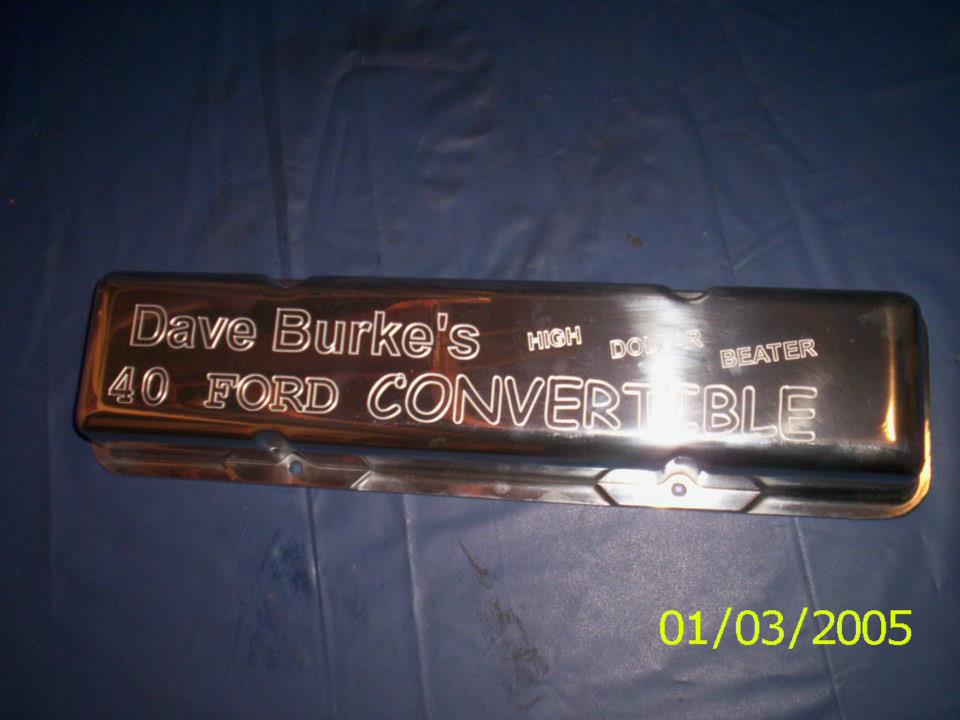 Dave Burke's HIGH DOLLAR BEATER
40 FORD CONVERTIBLE
01/03/2005